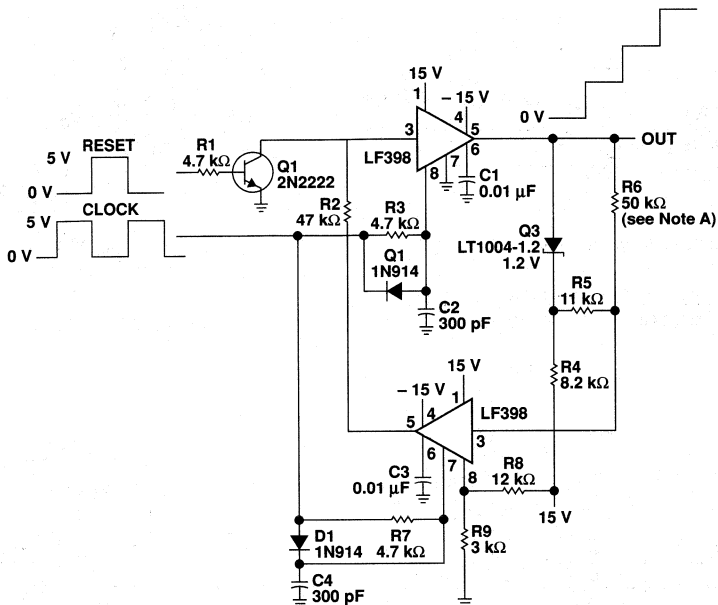 15 V
1
– 15 V
4
0 V
3
5
6
OUT
LF398
8
7
C1
0.01 µF
RESET
5 V
0 V
R1
4.7 kΩ
Q1
2N2222
CLOCK
5 V
0 V
R2
47 kΩ
R3
4.7 kΩ
Q1
1N914
C2
300 pF
R6
50 kΩ
(see Note A)
Q3
LT1004-1.2
1.2 V
R5
11 kΩ
R4
8.2 kΩ
15 V
– 15 V
1
4
LF398
5
3
6
7
8
C3
0.01 µF
R8
12 kΩ
15 V
R9
3 kΩ
D1
1N914
R7
4.7 kΩ
C4
300 pF